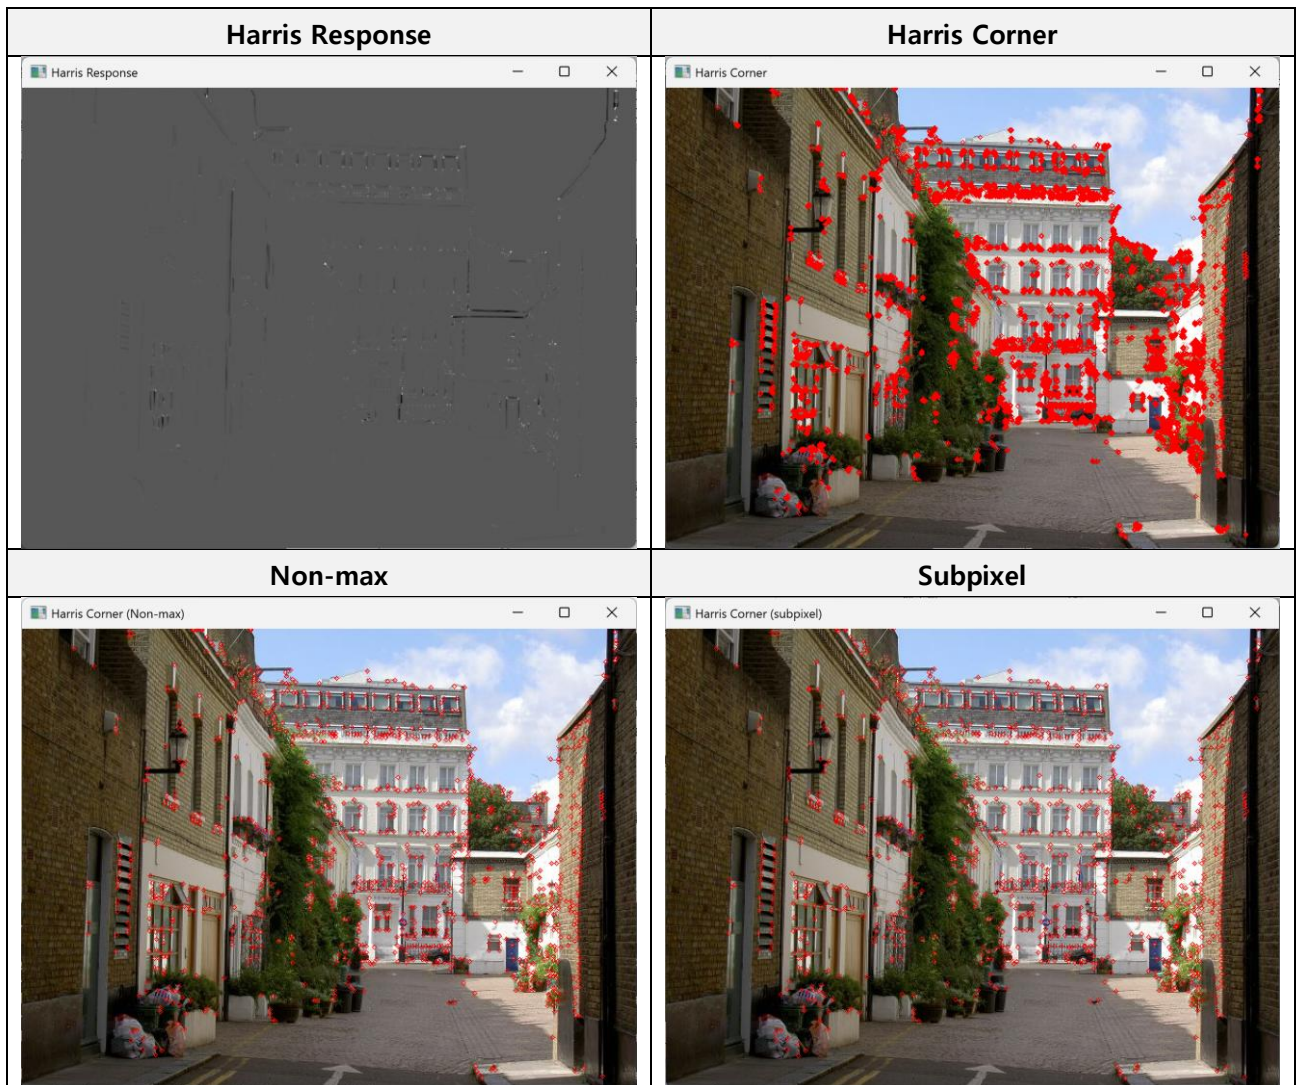 Harris Response
Harris Corner
Harris Response
Harris Corner
Non-max
Subpixel
Harris Corner (Non-max)
Harris Corner (subpixel)